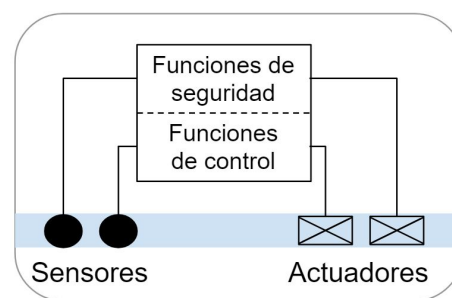 Funciones de
seguridad
Funciones
de control
Sensores
Actuadores